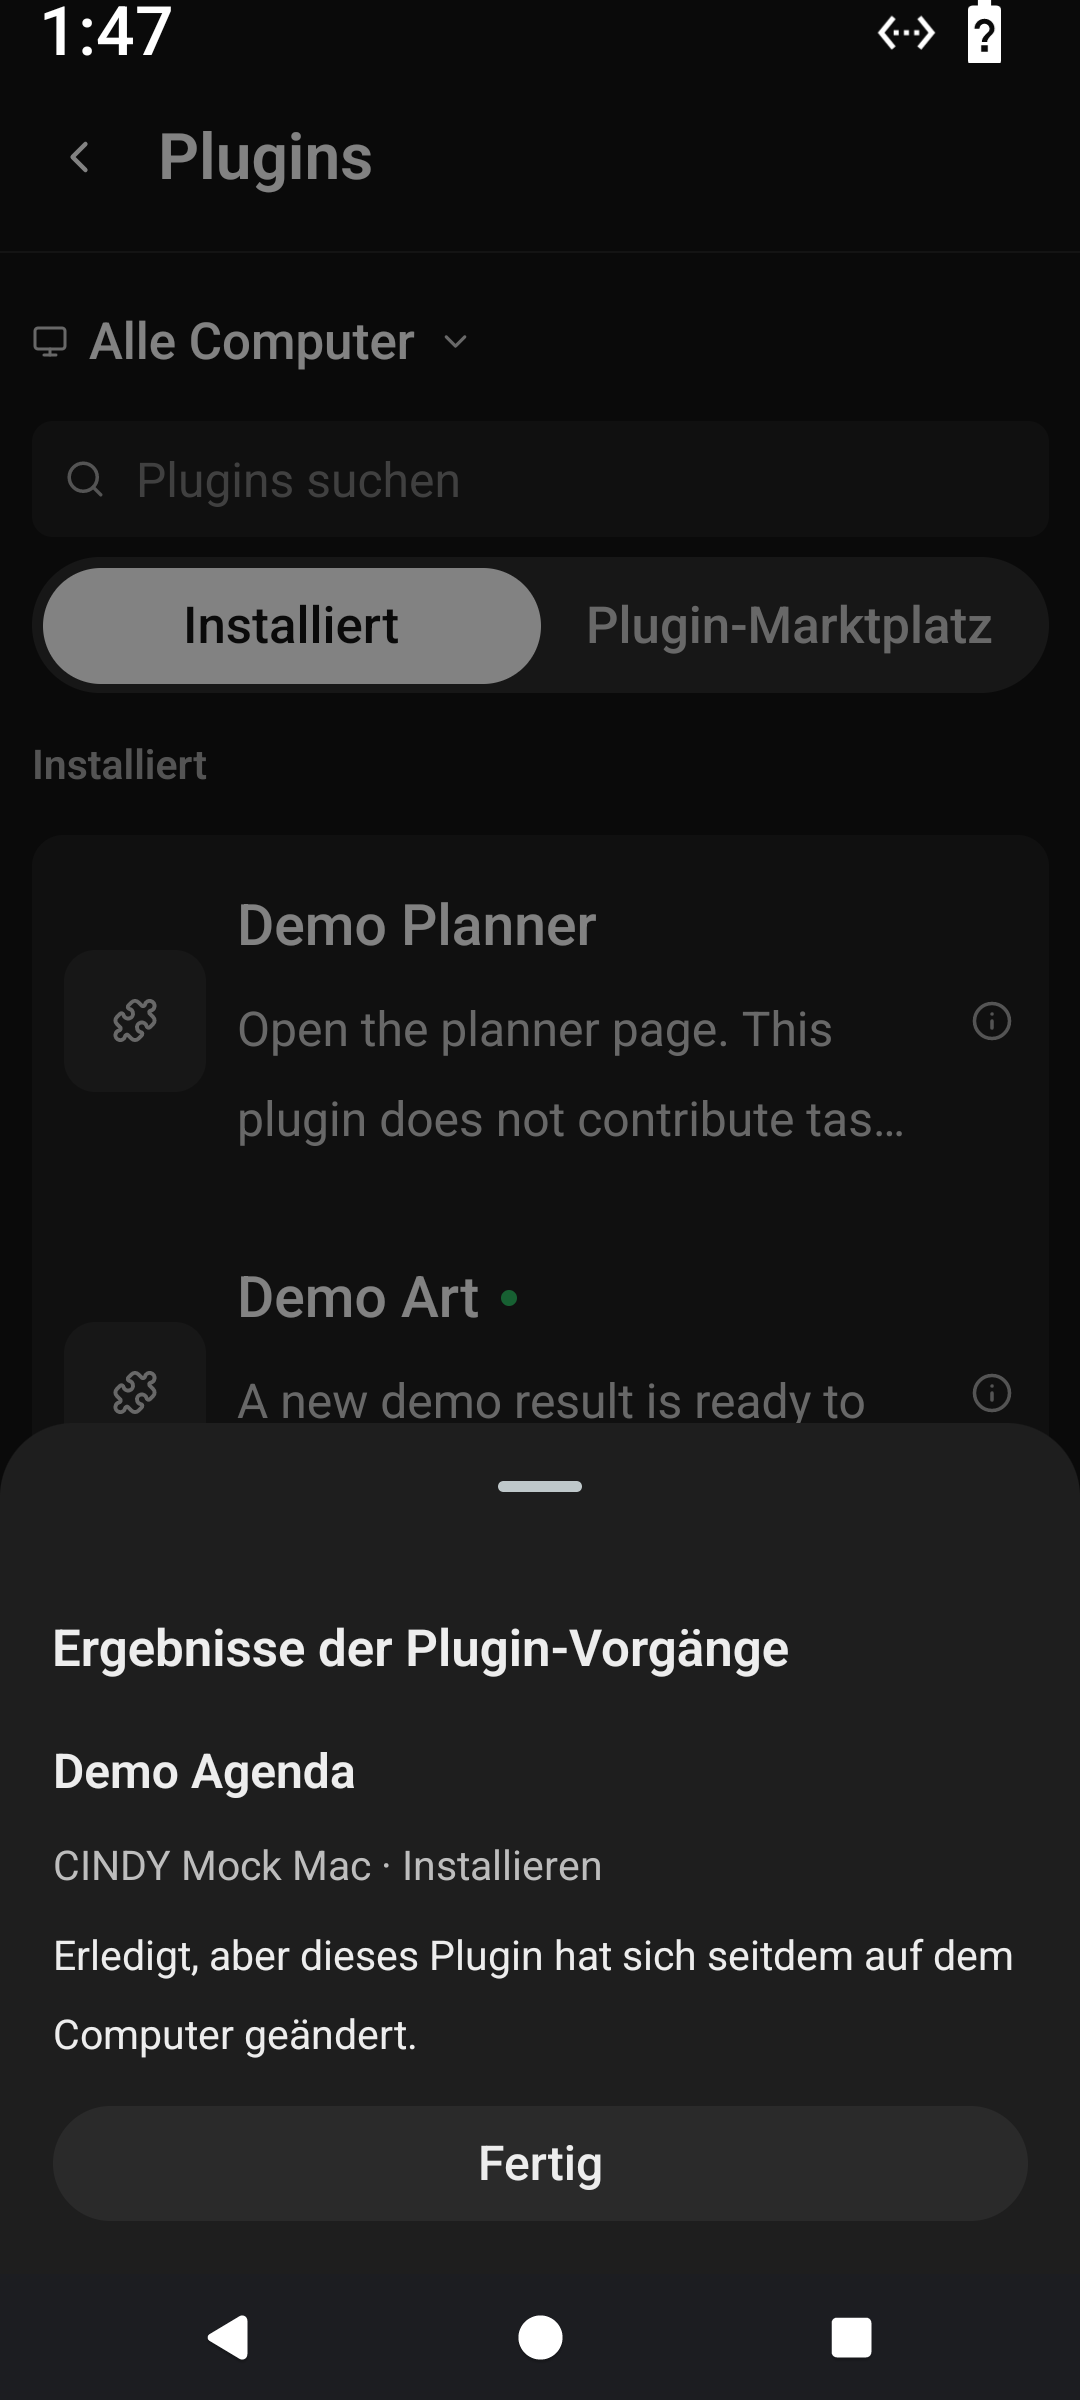 1:47
Plugins
Alle Computer
Plugins suchen
Installiert
Plugin-Marktplatz
Installiert
Demo Planner
Open the planner page. This
plugin does not contribute tas…
Demo Art
A new demo result is ready to
Ergebnisse der Plugin-Vorgänge
Demo Agenda
CINDY Mock Mac · Installieren
Erledigt, aber dieses Plugin hat sich seitdem auf dem
Computer geändert.
Fertig